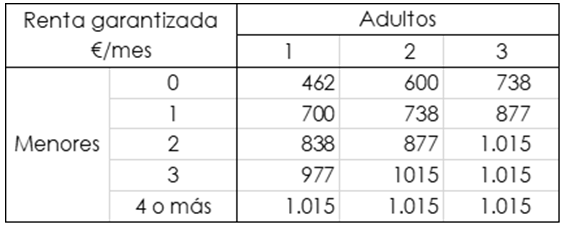 Renta garantizada Adultos
€/mes 1 2 3
0 462 600 738
1 700 738 877
Menores 2 838 877 1.015
3 977 1015 1.015
4 o más 1.015 1.015 1.015